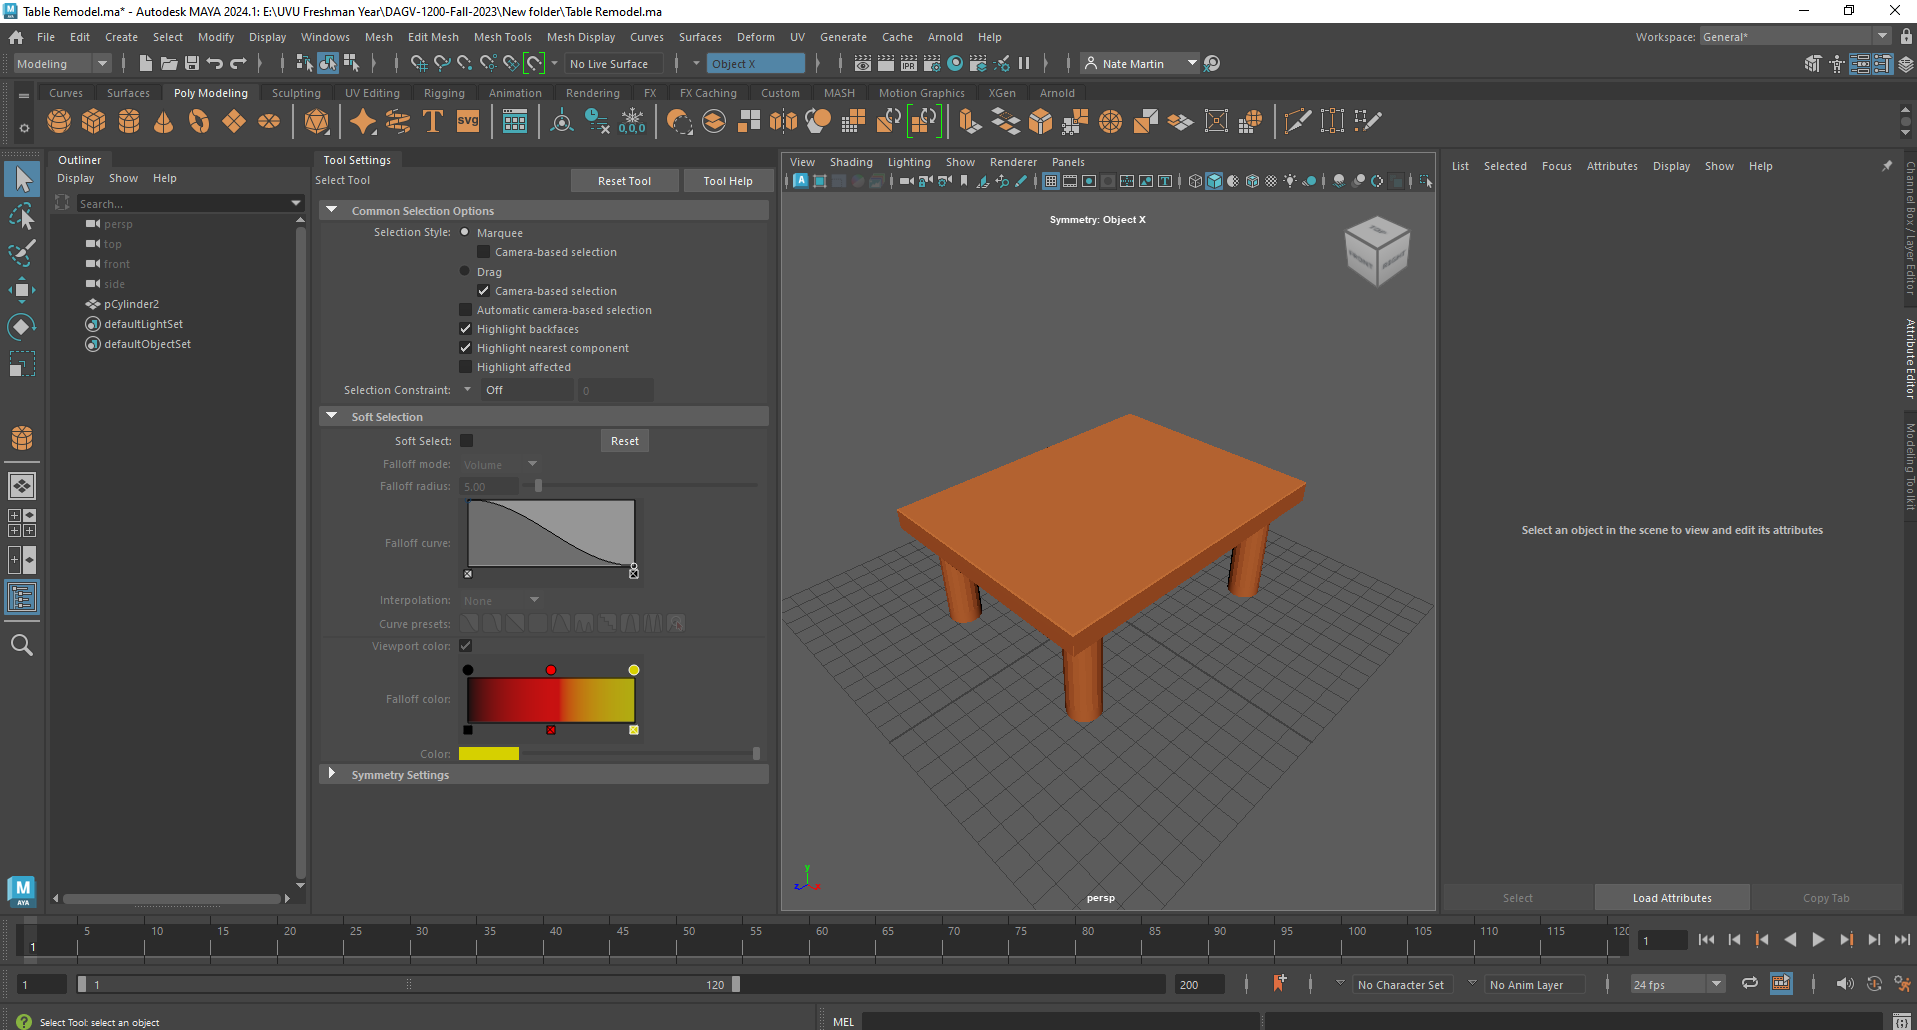 Table Remodel.ma* - Autodesk MAYA 2024.1: E:\UVU Freshman Year\DAGV-1200-Fall-2023\New folder\Table Remodel.ma
File Edit Create Select Modify Display Windows Mesh Edit Mesh Mesh Tools Mesh Display Curves Surfaces Deform UV Generate Cache Arnold Help
Workspace: General*
Modeling
No Live Surface
Object X
IPR
Nate Martin
Curves Surfaces Poly Modeling Sculpting UV Editing Rigging Animation Rendering FX FX Caching Custom MASH Motion Graphics XGen Arnold
T
svg
0,0,0
Outliner
Display Show Help
Search...
persp
top
front
side
pCylinder2
defaultLightSet
defaultObjectSet
Tool Settings
Select Tool
Reset Tool
Tool Help
Common Selection Options
Selection Style: Marquee
Camera-based selection
Drag
Camera-based selection
Automatic camera-based selection
Highlight backfaces
Highlight nearest component
Highlight affected
Selection Constraint: Off 0
Soft Selection
Soft Select: Reset
Falloff mode: Volume
Falloff radius: 5.00
Falloff curve:
Interpolation: None
Curve presets:
Viewport color:
Falloff color:
Color:
Symmetry Settings
View Shading Lighting Show Renderer Panels
Symmetry: Object X
TOP
FRONT
RIGHT
y
z
x
persp
List Selected Focus Attributes Display Show Help
Select an object in the scene to view and edit its attributes
Select
Load Attributes
Copy Tab
Channel Box / Layer Editor
Attribute Editor
Modeling Toolkit
M
AYA
5 10 15 20 25 30 35 40 45 50 55 60 65 70 75 80 85 90 95 100 105 110 115 120
1
1
1
1
120
200
No Character Set
No Anim Layer
24 fps
Select Tool: select an object
MEL